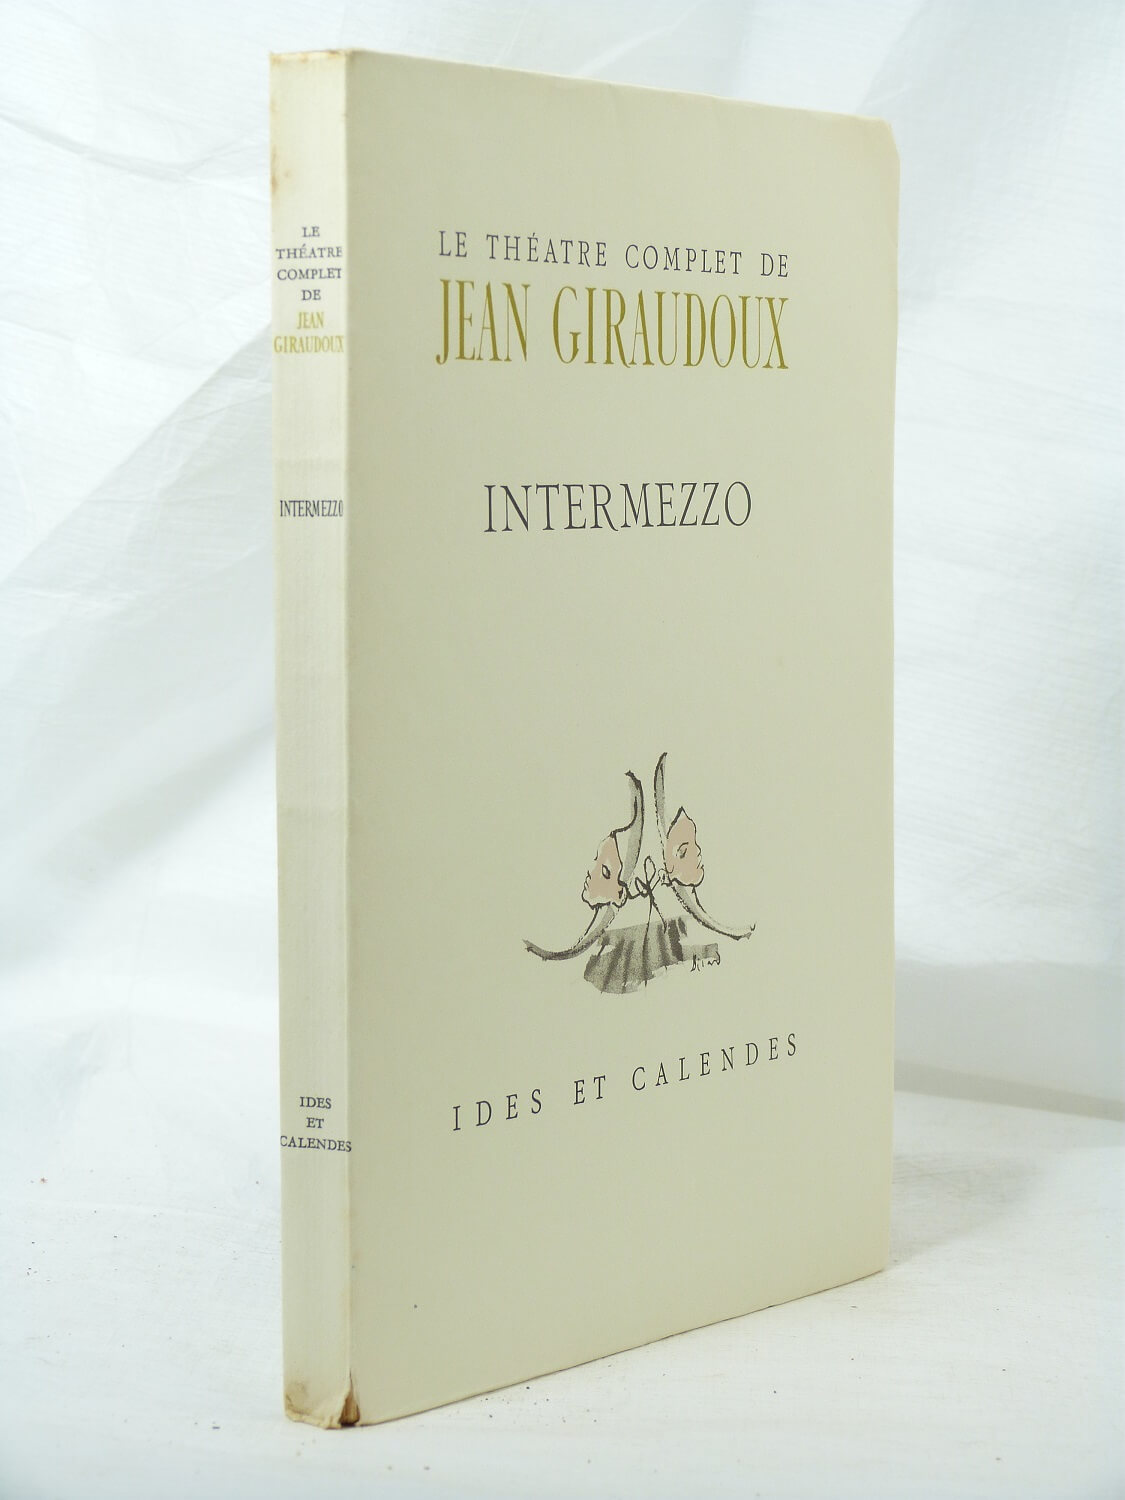 LE
THÉATRE
COMPLET
DE
JEAN
GIRAUDOUX
INTERMEZZO
IDES
ET
CALENDES
LE THÉATRE COMPLET DE
JEAN GIRAUDOUX
INTERMEZZO
Bérard
IDES ET CALENDES